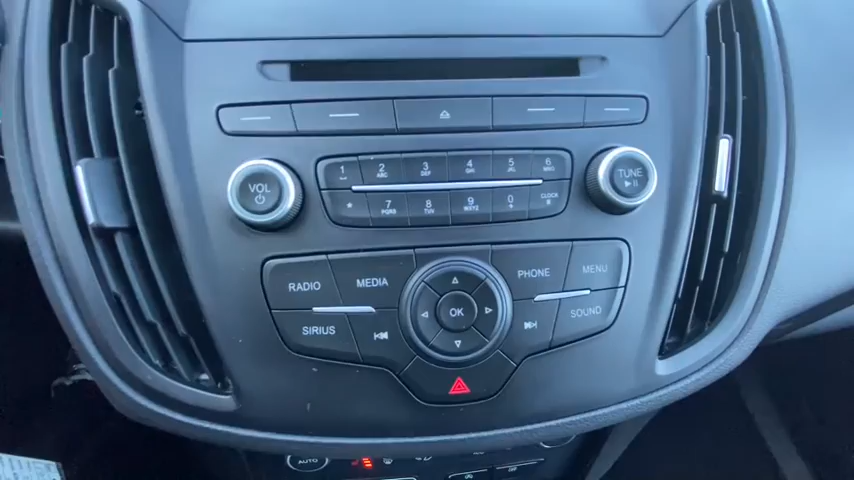 1 2 ABC 3 DEF 4 GHI 5 JKL 6 MNO
VOL
TUNE
* 7 PQRS 8 TUV 9 WXYZ 0 CLOCK #
RADIO MEDIA PHONE MENU
OK
SIRIUS SOUND
AUTO